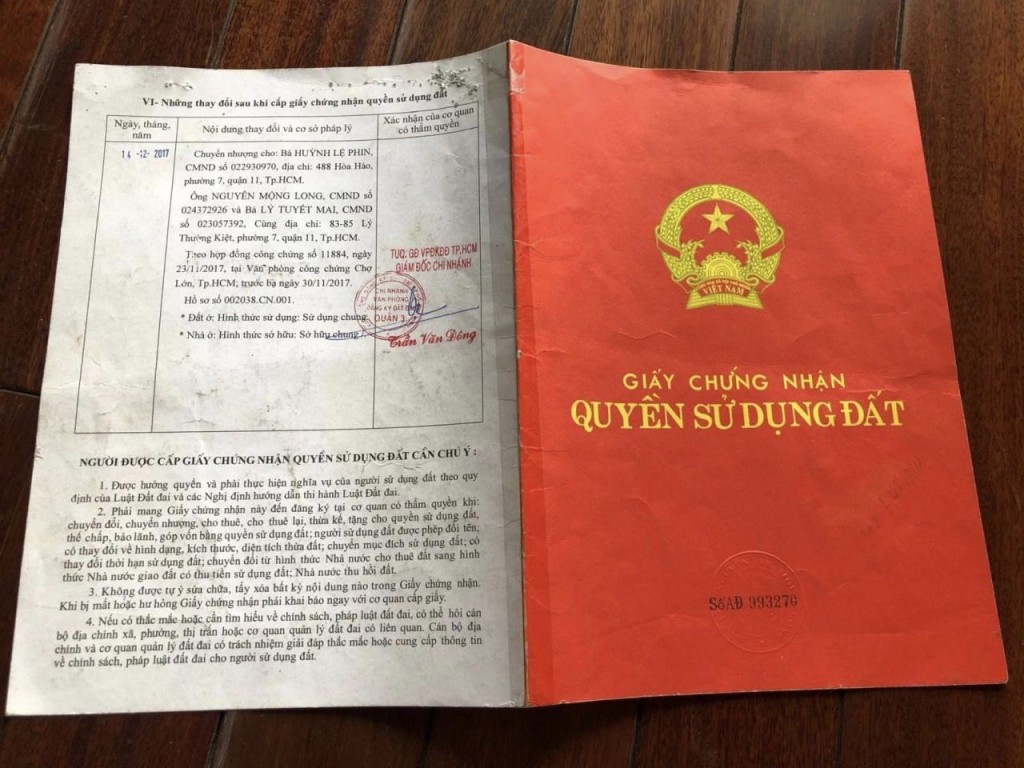 VI- Những thay đổi sau khi cấp giấy chứng nhận quyền sử dụng đất
Ngày, tháng, năm
Nội dung thay đổi và cơ sở pháp lý
Xác nhận của cơ quan có thẩm quyền
14 -12- 2017
Chuyển nhượng cho: Bà HUỲNH LỆ PHIN,
CMND số 022930970, địa chỉ: 488 Hòa Hào,
phường 7, quận 11, Tp.HCM.
Ông NGUYỄN MỘNG LONG, CMND số
024372926 và Bà LÝ TUYẾT MAI, CMND
số 023057392, Cùng địa chỉ: 83-85 Lý
Thường Kiệt, phường 7, quận 11, Tp.HCM.
Theo hợp đồng công chứng số 11884, ngày
23/11/2017, tại Văn phòng công chứng Chợ
Lớn, Tp.HCM; trước bạ ngày 30/11/2017.
Hồ sơ số 002038.CN.001.
* Đất ở: Hình thức sử dụng: Sử dụng chung.
* Nhà ở: Hình thức sở hữu: Sở hữu chung
TUQ. GĐ VPĐKĐĐ TP.HCM
GIÁM ĐỐC CHI NHÁNH
CHI NHÁNH
VĂN PHÒNG
ĐĂNG KÝ ĐẤT ĐAI
QUẬN 3
Trần Văn Đông
NGƯỜI ĐƯỢC CẤP GIẤY CHỨNG NHẬN QUYỀN SỬ DỤNG ĐẤT CẦN CHÚ Ý :
1. Được hưởng quyền và phải thực hiện nghĩa vụ của người sử dụng đất theo quy
định của Luật Đất đai và các Nghị định hướng dẫn thi hành Luật Đất đai.
2. Phải mang Giấy chứng nhận này đến đăng ký tại cơ quan có thẩm quyền khi:
chuyển đổi, chuyển nhượng, cho thuê, cho thuê lại, thừa kế, tặng cho quyền sử dụng đất,
thế chấp, bảo lãnh, góp vốn bằng quyền sử dụng đất; người sử dụng đất được phép đổi tên;
có thay đổi về hình dạng, kích thước, diện tích thửa đất; chuyển mục đích sử dụng đất; có
thay đổi thời hạn sử dụng đất; chuyển đổi từ hình thức Nhà nước cho thuê đất sang hình
thức Nhà nước giao đất có thu tiền sử dụng đất; Nhà nước thu hồi đất.
3. Không được tự ý sửa chữa, tẩy xóa bất kỳ nội dung nào trong Giấy chứng nhận.
Khi bị mất hoặc hư hỏng Giấy chứng nhận phải khai báo ngay với cơ quan cấp giấy.
4. Nếu có thắc mắc hoặc cần tìm hiểu về chính sách, pháp luật đất đai, có thể hỏi cán
bộ địa chính xã, phường, thị trấn hoặc cơ quan quản lý đất đai có liên quan. Cán bộ địa
chính và cơ quan quản lý đất đai có trách nhiệm giải đáp thắc mắc hoặc cung cấp thông tin
về chính sách, pháp luật đất đai cho người sử dụng đất.
VIỆT NAM
GIẤY CHỨNG NHẬN
QUYỀN SỬ DỤNG ĐẤT
Số AĐ 993270